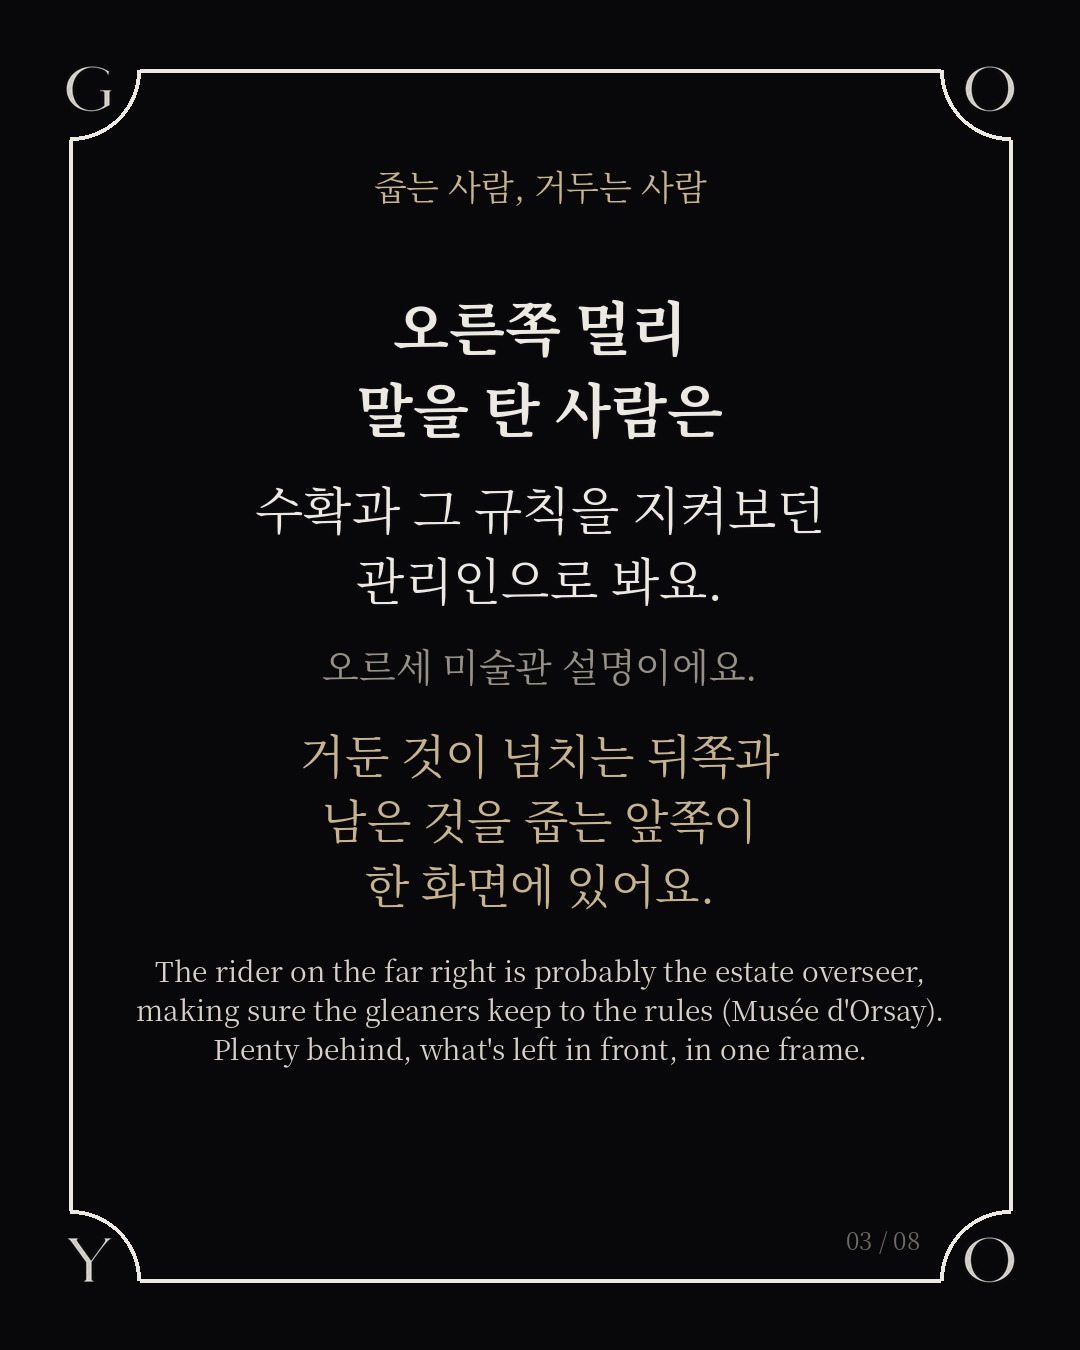 G O
줍는 사람, 거두는 사람
오른쪽 멀리
말을 탄 사람은
수확과 그 규칙을 지켜보던
관리인으로 봐요.
오르세 미술관 설명이에요.
거둔 것이 넘치는 뒤쪽과
남은 것을 줍는 앞쪽이
한 화면에 있어요.
The rider on the far right is probably the estate overseer,
making sure the gleaners keep to the rules (Musée d'Orsay).
Plenty behind, what's left in front, in one frame.
03 / 08
Y O